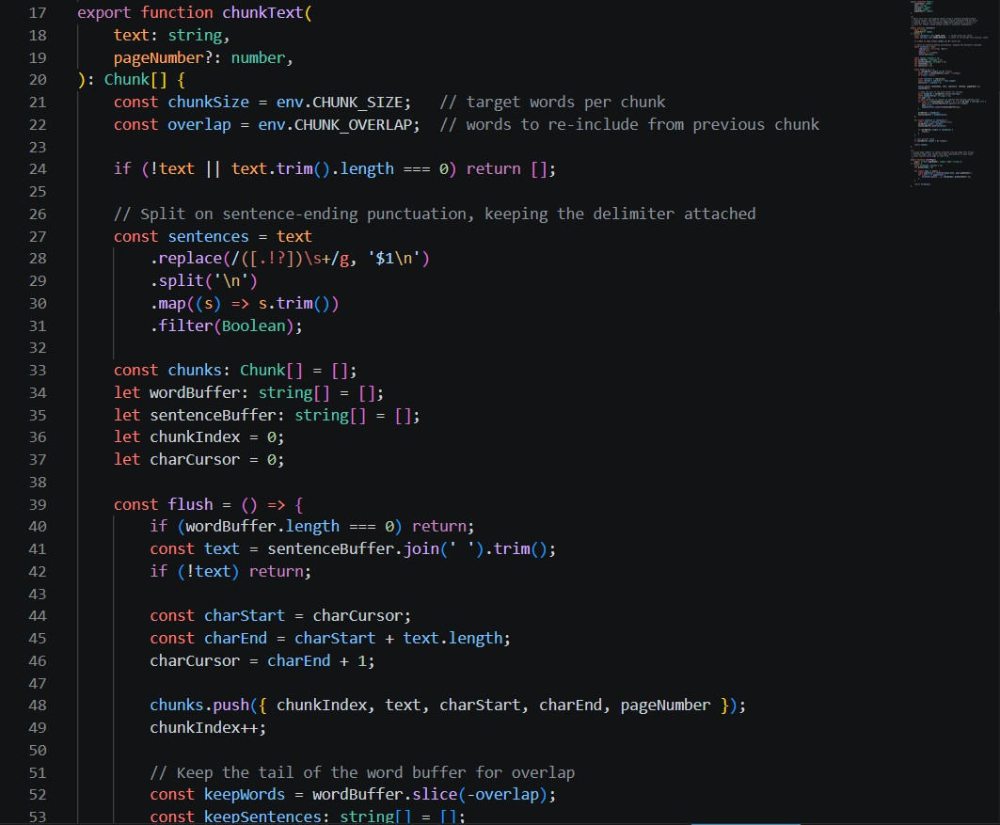 17 export function chunkText(
18     text: string,
19     pageNumber?: number,
20 ): Chunk[] {
21     const chunkSize = env.CHUNK_SIZE;   // target words per chunk
22     const overlap = env.CHUNK_OVERLAP;  // words to re-include from previous chunk
23
24     if (!text || text.trim().length === 0) return [];
25
26     // Split on sentence-ending punctuation, keeping the delimiter attached
27     const sentences = text
28         .replace(/([.!?])\s+/g, '$1\n')
29         .split('\n')
30         .map((s) => s.trim())
31         .filter(Boolean);
32
33     const chunks: Chunk[] = [];
34     let wordBuffer: string[] = [];
35     let sentenceBuffer: string[] = [];
36     let chunkIndex = 0;
37     let charCursor = 0;
38
39     const flush = () => {
40         if (wordBuffer.length === 0) return;
41         const text = sentenceBuffer.join(' ').trim();
42         if (!text) return;
43
44         const charStart = charCursor;
45         const charEnd = charStart + text.length;
46         charCursor = charEnd + 1;
47
48         chunks.push({ chunkIndex, text, charStart, charEnd, pageNumber });
49         chunkIndex++;
50
51         // Keep the tail of the word buffer for overlap
52         const keepWords = wordBuffer.slice(-overlap);
53         const keepSentences: string[] = [];